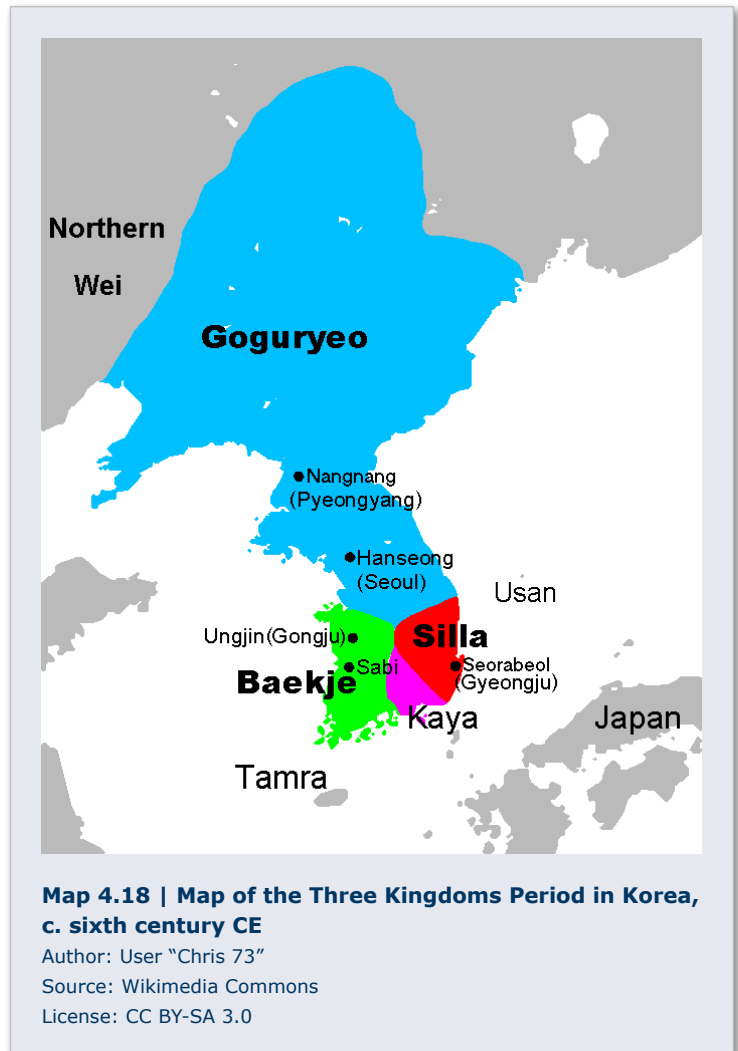 Northern
Wei
Goguryeo
Nangnang
(Pyeongyang)
Hanseong
(Seoul)
Usan
Ungjin(Gongju)
Silla
Sabi
Seorabeol
(Gyeongju)
Baekje
Kaya
Japan
Tamra
Map 4.18 | Map of the Three Kingdoms Period in Korea,
c. sixth century CE
Author: User “Chris 73”
Source: Wikimedia Commons
License: CC BY-SA 3.0